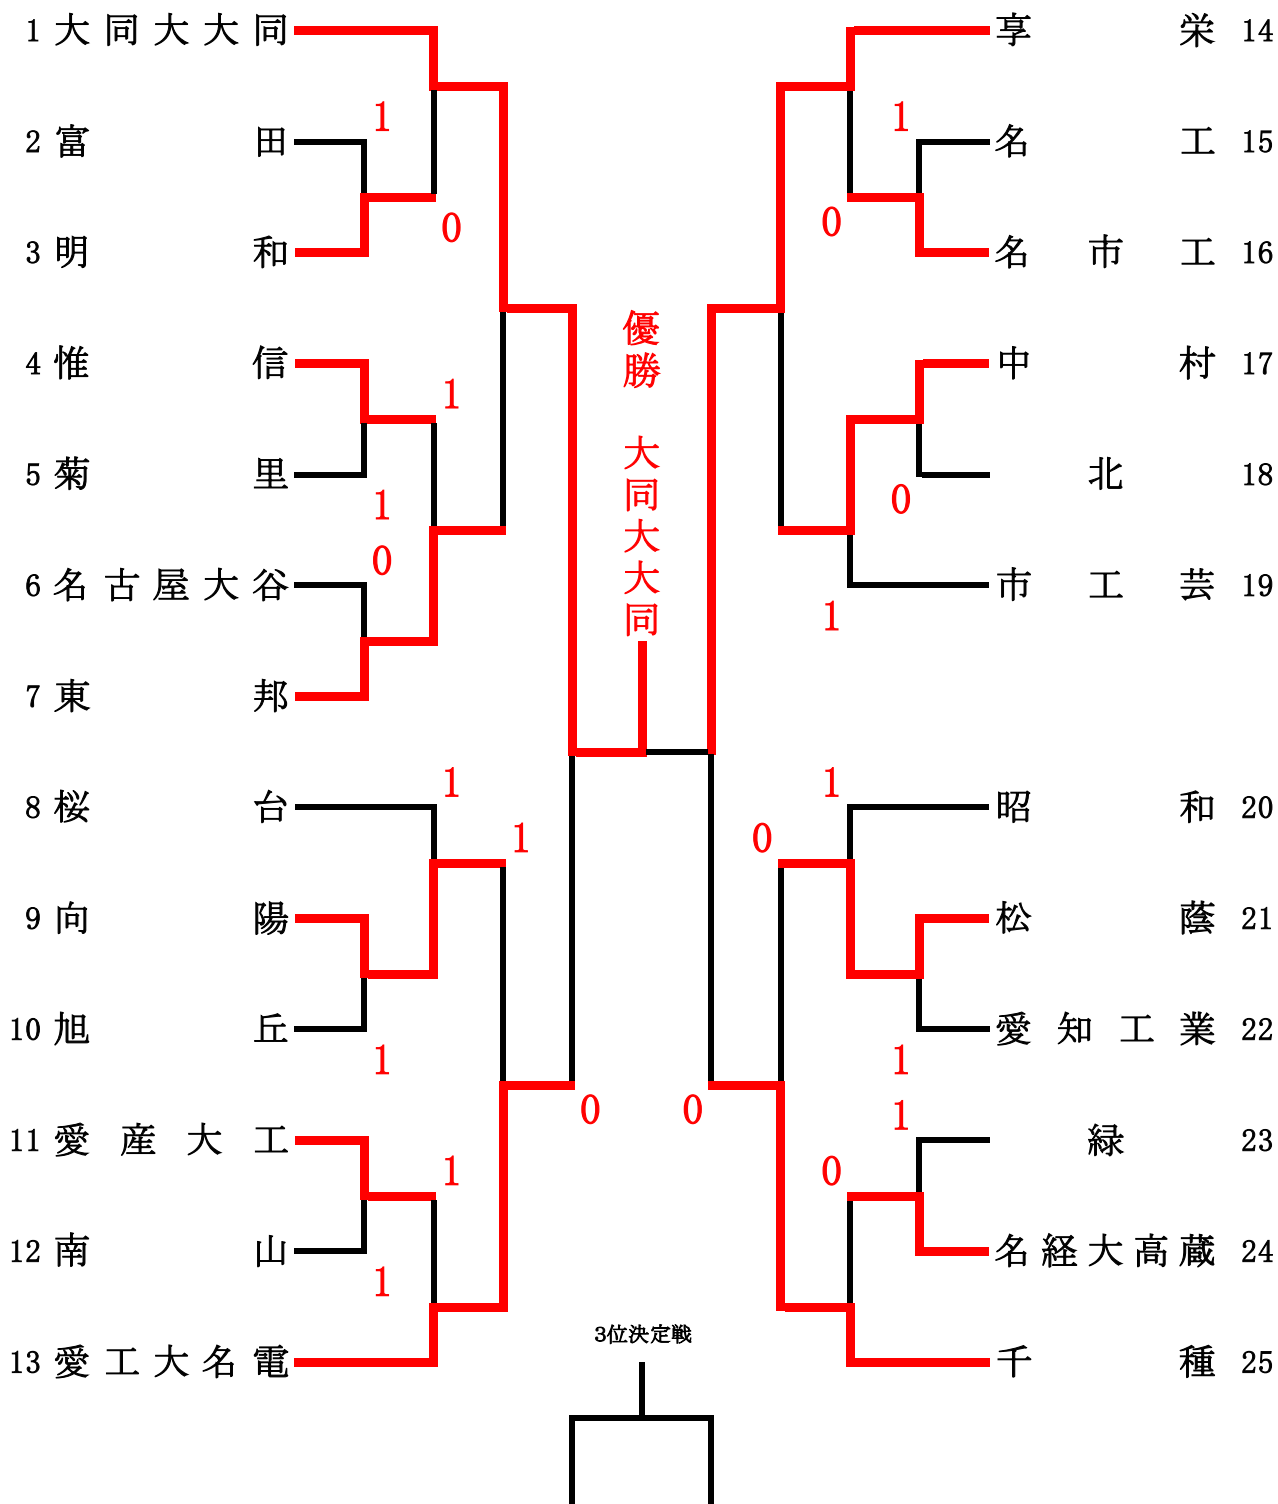 1 大同大大同
1
2 富田
0
3 明和
4 惟信
1
5 菊里
1
0
6 名古屋大谷
7 東邦
1
8 桜台
1
9 向陽
10 旭丘
1
0
11 愛産大工
1
12 南山
1
13 愛工大名電
優勝 大同大大同
3位決定戦
享栄 14
1
名工 15
0
名市工 16
中村 17
北 18
0
市工芸 19
1
1
昭和 20
0
松蔭 21
愛知工業 22
1
0
1
緑 23
0
名経大高蔵 24
千種 25